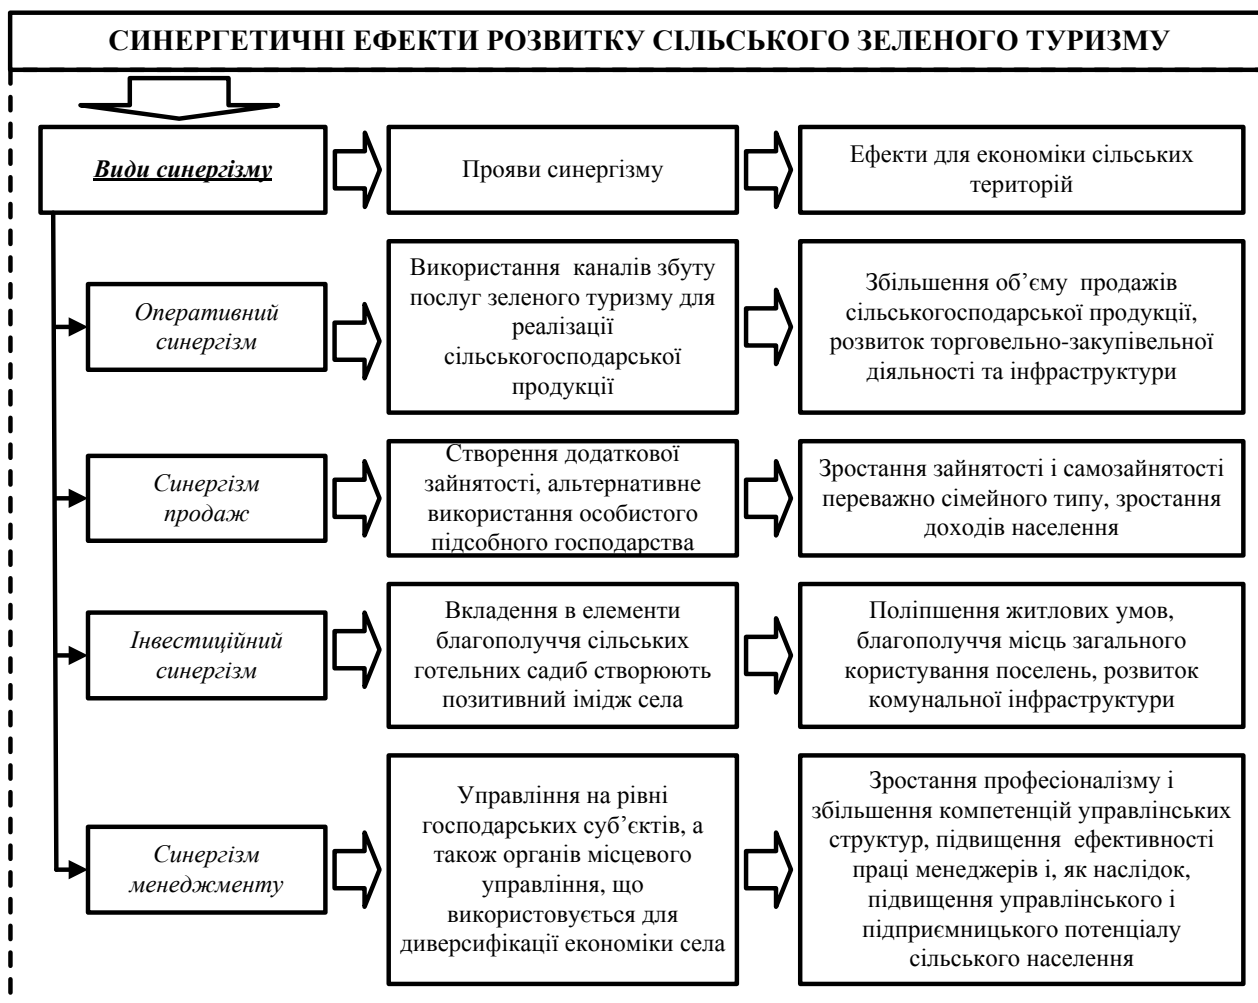 СИНЕРГЕТИЧНІ ЕФЕКТИ РОЗВИТКУ СІЛЬСЬКОГО ЗЕЛЕНОГО ТУРИЗМУ
Види синергізму
Прояви синергізму
Ефекти для економіки сільських
територій
Оперативний
синергізм
Використання каналів збуту
послуг зеленого туризму для
реалізації
сільськогосподарської
продукції
Збільшення об’єму продажів
сільськогосподарської продукції,
розвиток торговельно-закупівельної
діяльності та інфраструктури
Синергізм
продаж
Створення додаткової
зайнятості, альтернативне
використання особистого
підсобного господарства
Зростання зайнятості і самозайнятості
переважно сімейного типу, зростання
доходів населення
Інвестиційний
синергізм
Вкладення в елементи
благополуччя сільських
готельних садиб створюють
позитивний імідж села
Поліпшення житлових умов,
благополуччя місць загального
користування поселень, розвиток
комунальної інфраструктури
Синергізм
менеджменту
Управління на рівні
господарських суб’єктів, а
також органів місцевого
управління, що
використовується для
диверсифікації економіки села
Зростання професіоналізму і
збільшення компетенцій управлінських
структур, підвищення ефективності
праці менеджерів і, як наслідок,
підвищення управлінського і
підприємницького потенціалу
сільського населення